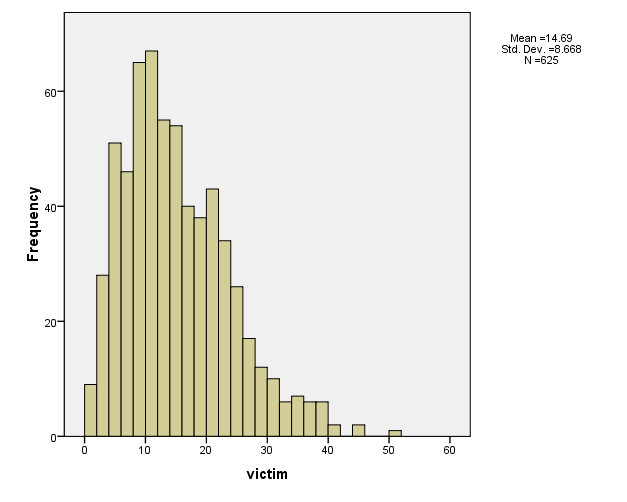 Mean =14.69
Std. Dev. =8.668
N =625
60
40
20
0
Frequency
0 10 20 30 40 50 60
victim